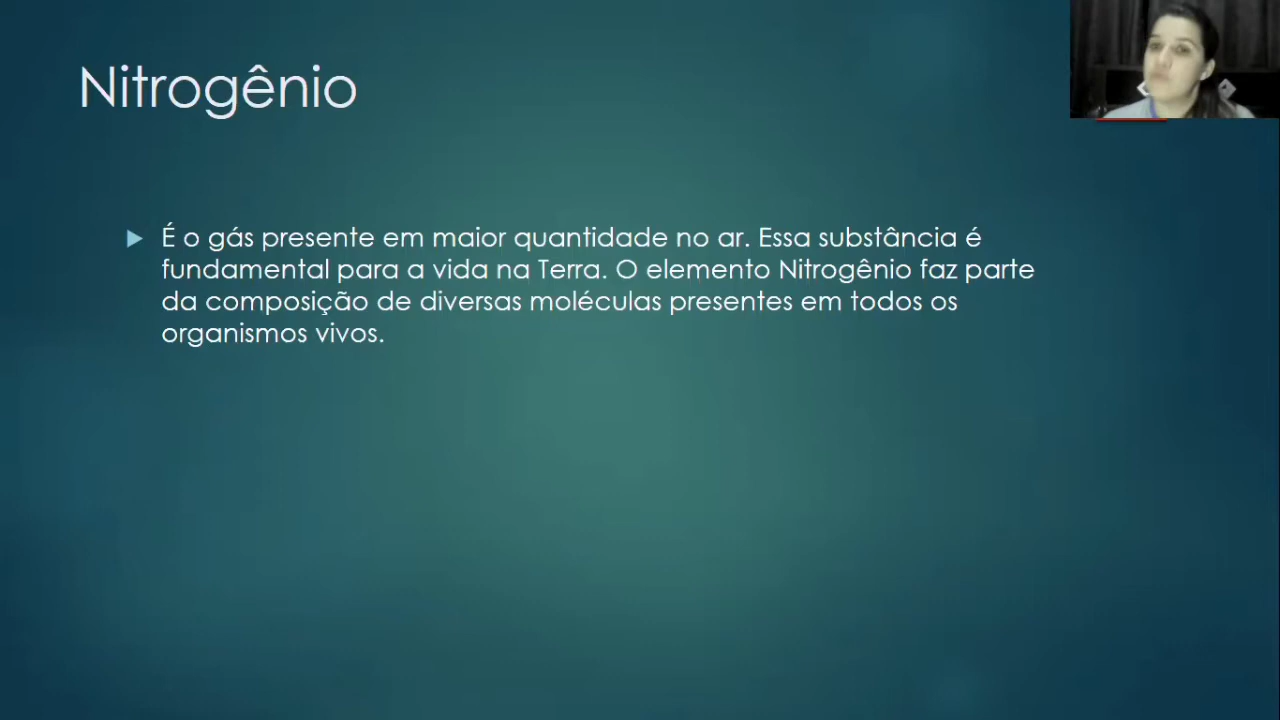 Nitrogênio
É o gás presente em maior quantidade no ar. Essa substância é
fundamental para a vida na Terra. O elemento Nitrogênio faz parte
da composição de diversas moléculas presentes em todos os
organismos vivos.